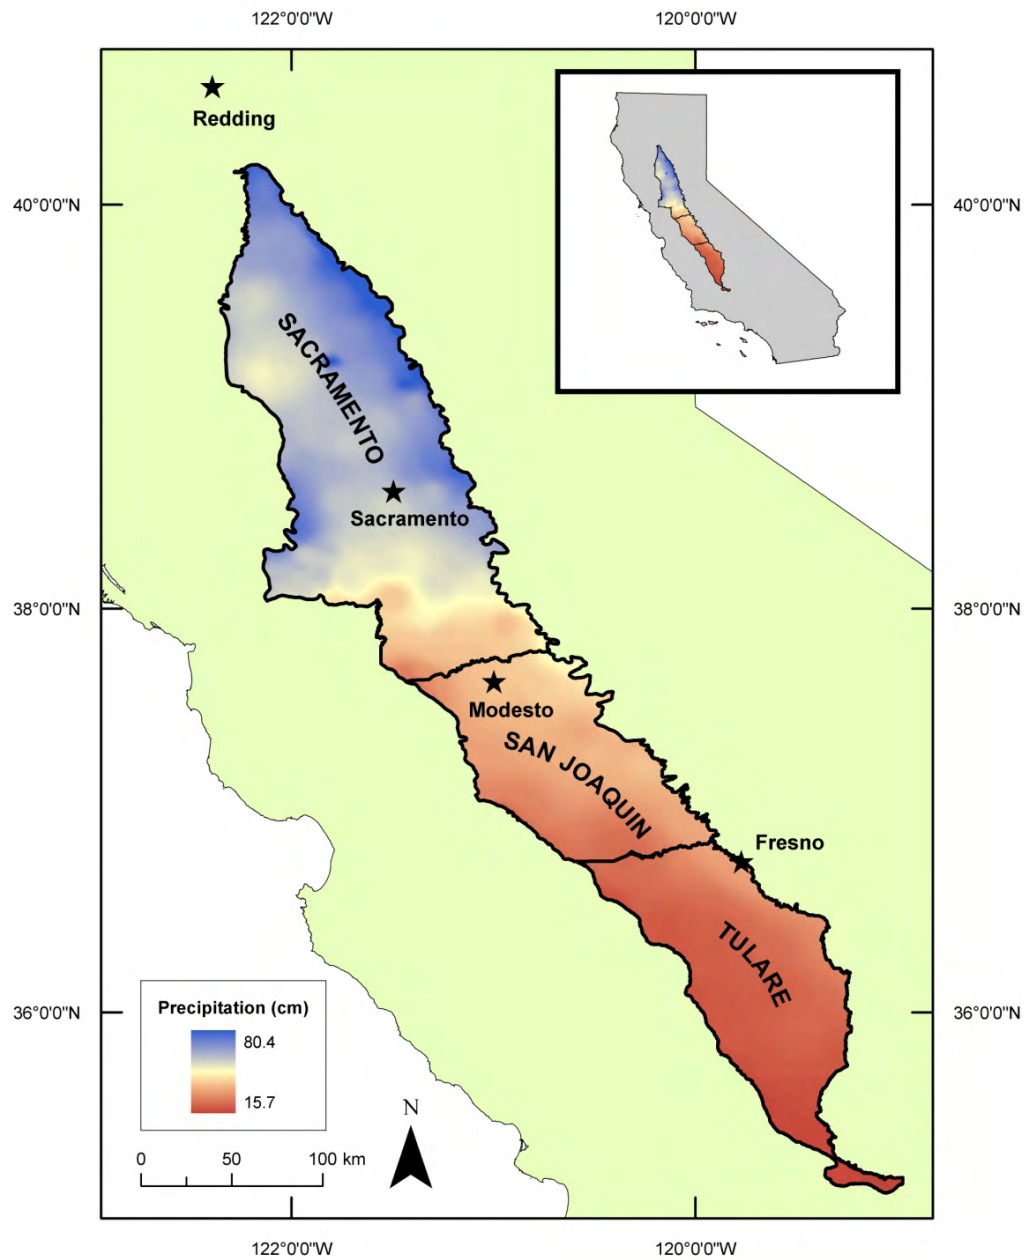 122°0'0"W 120°0'0"W
Redding
40°0'0"N 40°0'0"N
SACRAMENTO
Sacramento
38°0'0"N 38°0'0"N
Modesto
SAN JOAQUIN
Fresno
TULARE
36°0'0"N 36°0'0"N
Precipitation (cm)
80.4
15.7
N
0 50 100 km
122°0'0"W 120°0'0"W